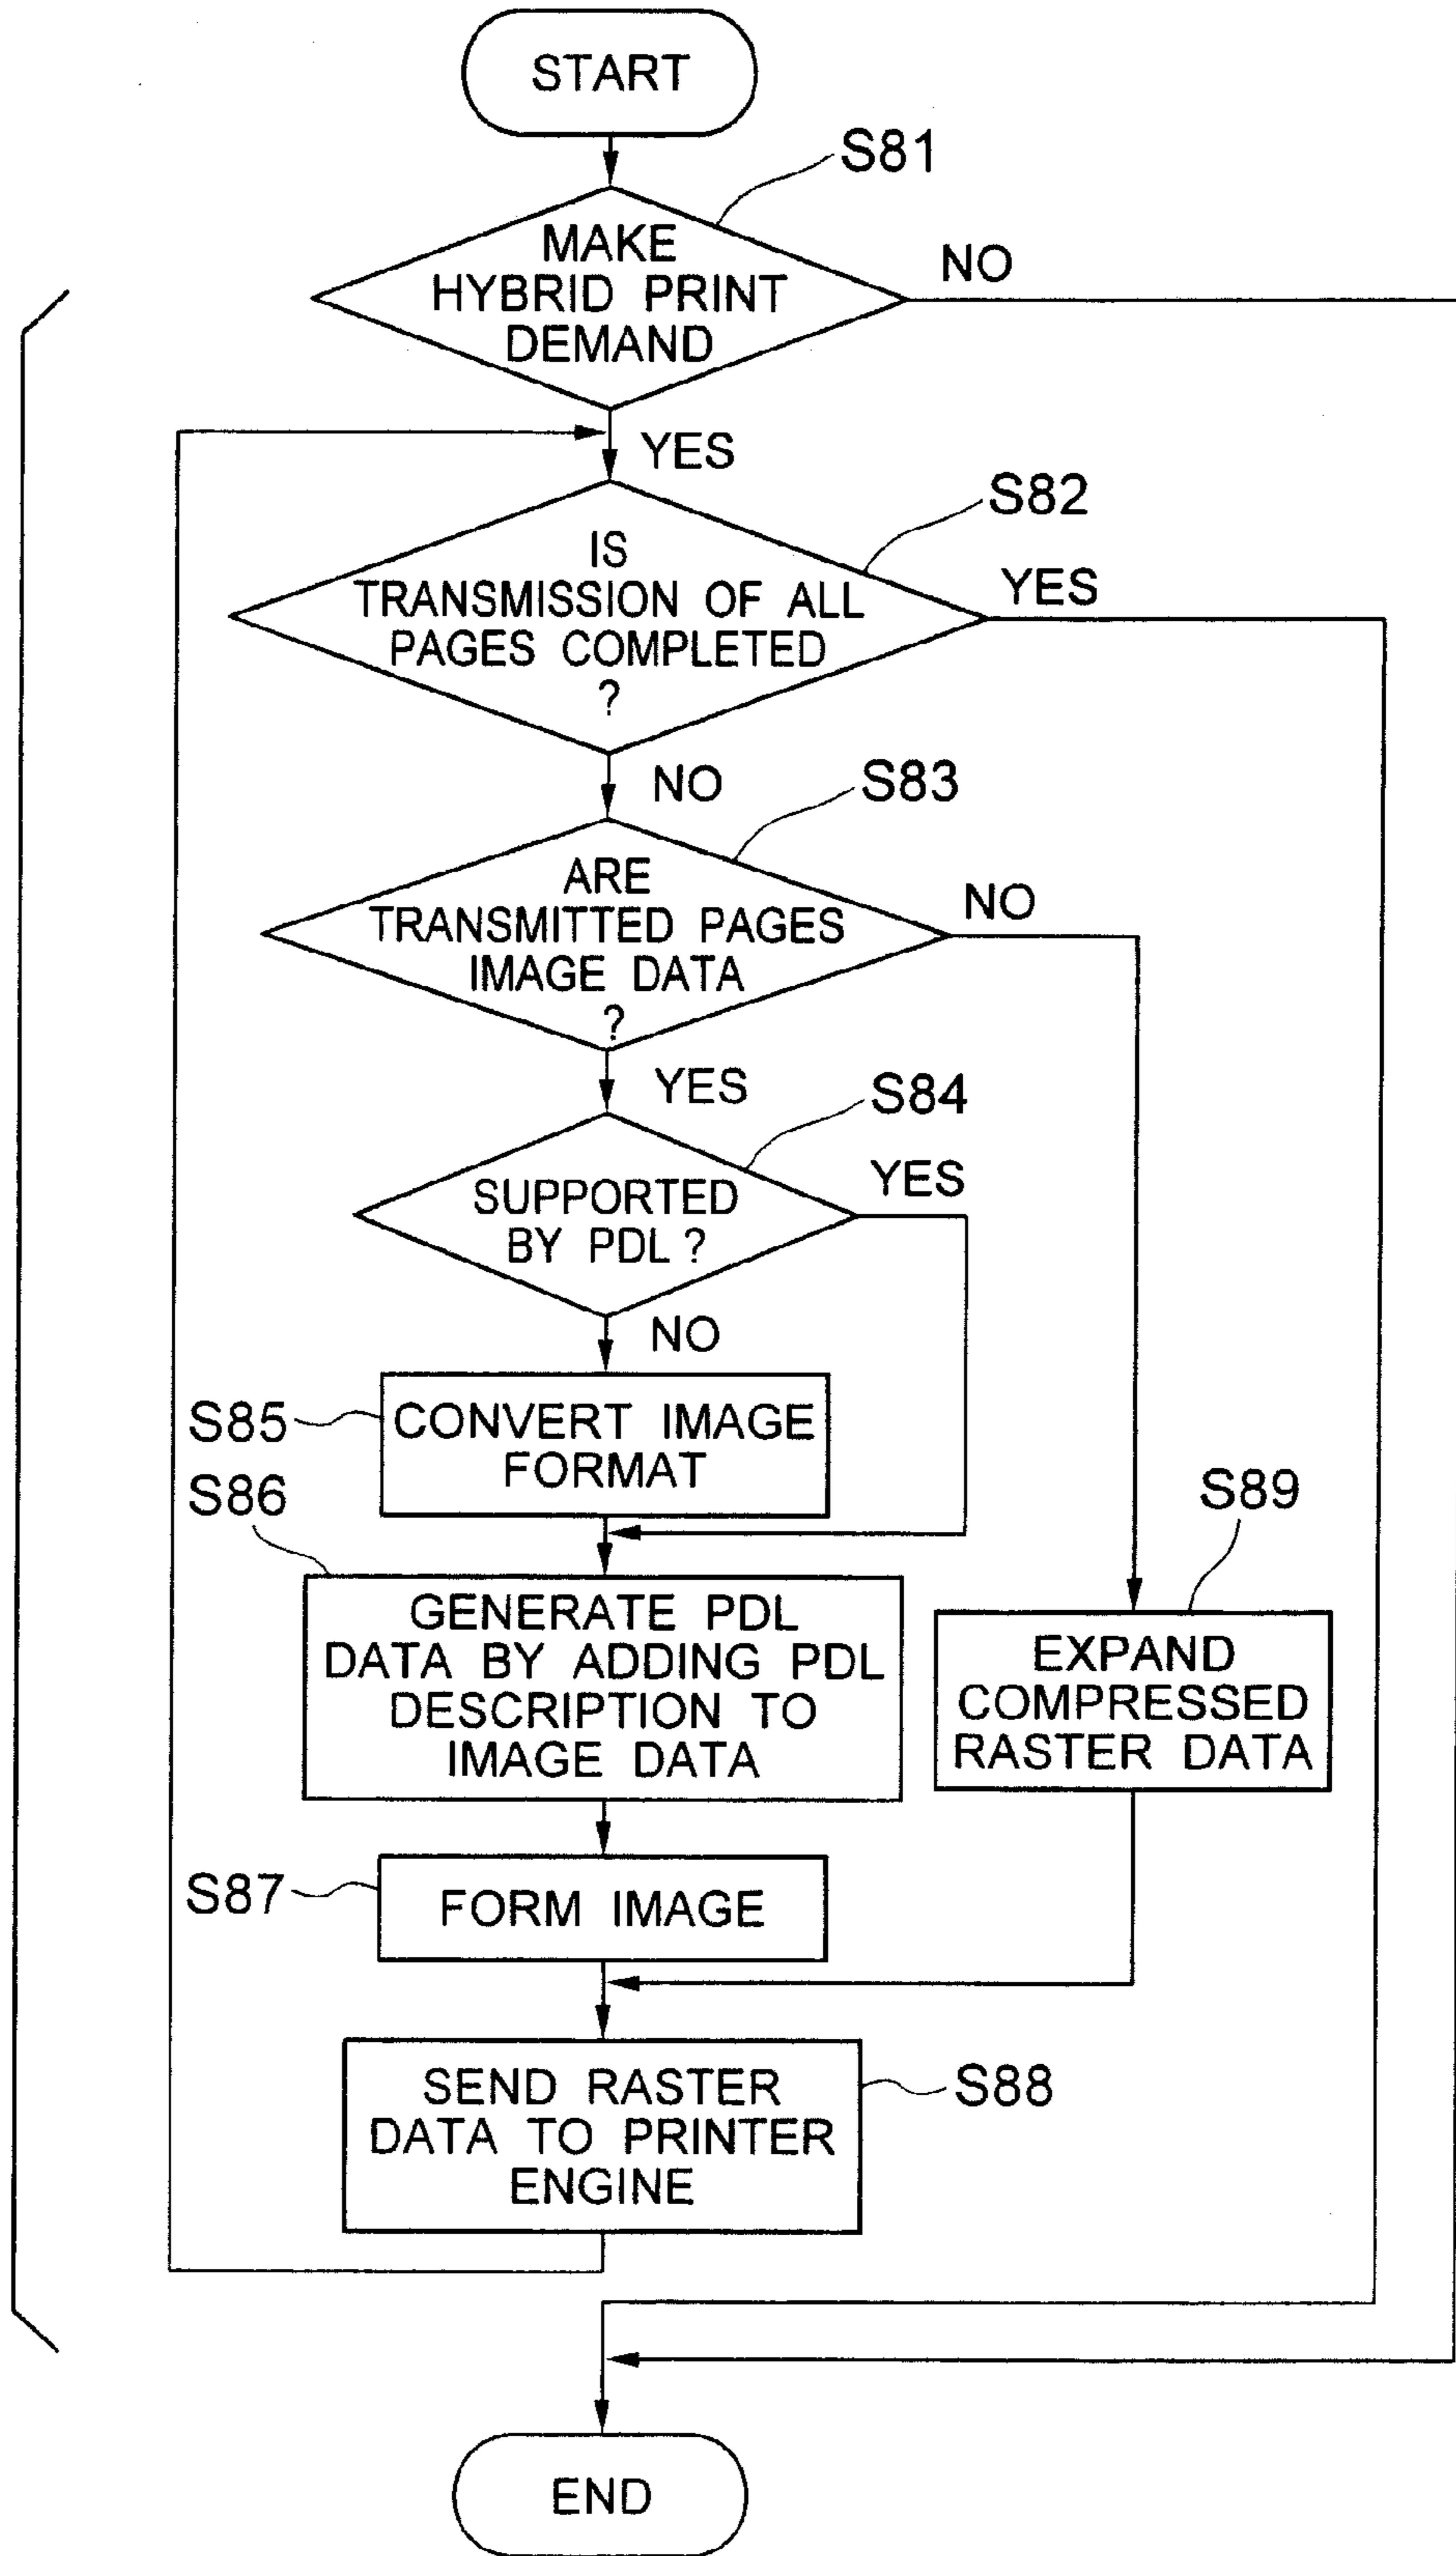 START
S81
MAKE
HYBRID PRINT
DEMAND
NO
YES
S82
IS
TRANSMISSION OF ALL
PAGES COMPLETED
?
YES
NO
S83
ARE
TRANSMITTED PAGES
IMAGE DATA
?
NO
YES
S84
SUPPORTED
BY PDL?
YES
NO
S85
CONVERT IMAGE
FORMAT
S86
GENERATE PDL
DATA BY ADDING PDL
DESCRIPTION TO
IMAGE DATA
S89
EXPAND
COMPRESSED
RASTER DATA
S87
FORM IMAGE
SEND RASTER
DATA TO PRINTER
ENGINE
S88
END